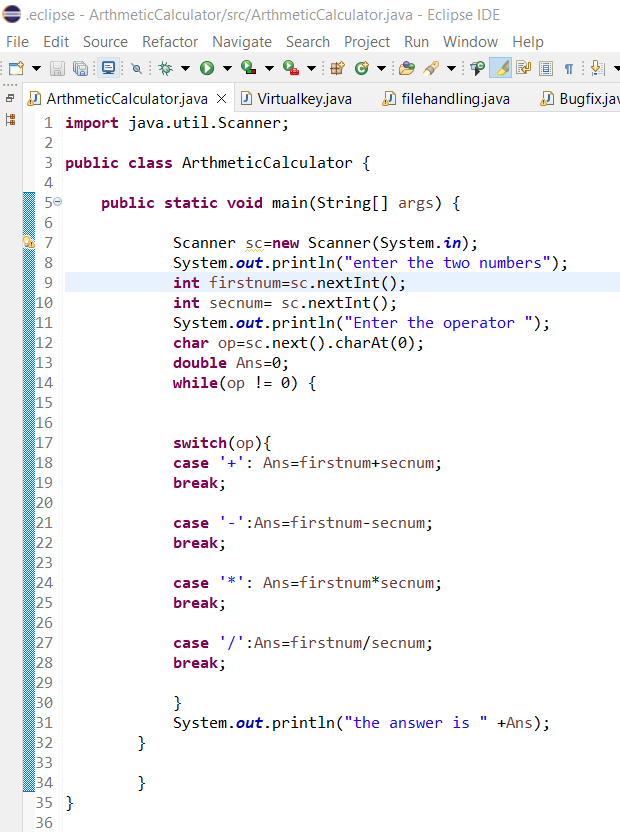 .eclipse - ArthmeticCalculator/src/ArthmeticCalculator.java - Eclipse IDE
File Edit Source Refactor Navigate Search Project Run Window Help
ArthmeticCalculator.java Virtualkey.java filehandling.java Bugfix.jav
1 import java.util.Scanner;
2
3 public class ArthmeticCalculator {
4
5 public static void main(String[] args) {
6
7 Scanner sc=new Scanner(System.in);
8 System.out.println("enter the two numbers");
9 int firstnum=sc.nextInt();
10 int secnum= sc.nextInt();
11 System.out.println("Enter the operator ");
12 char op=sc.next().charAt(0);
13 double Ans=0;
14 while(op != 0) {
15
16
17 switch(op){
18 case '+': Ans=firstnum+secnum;
19 break;
20
21 case '-':Ans=firstnum-secnum;
22 break;
23
24 case '*': Ans=firstnum*secnum;
25 break;
26
27 case '/':Ans=firstnum/secnum;
28 break;
29
30 }
31 System.out.println("the answer is " +Ans);
32 }
33
34 }
35 }
36